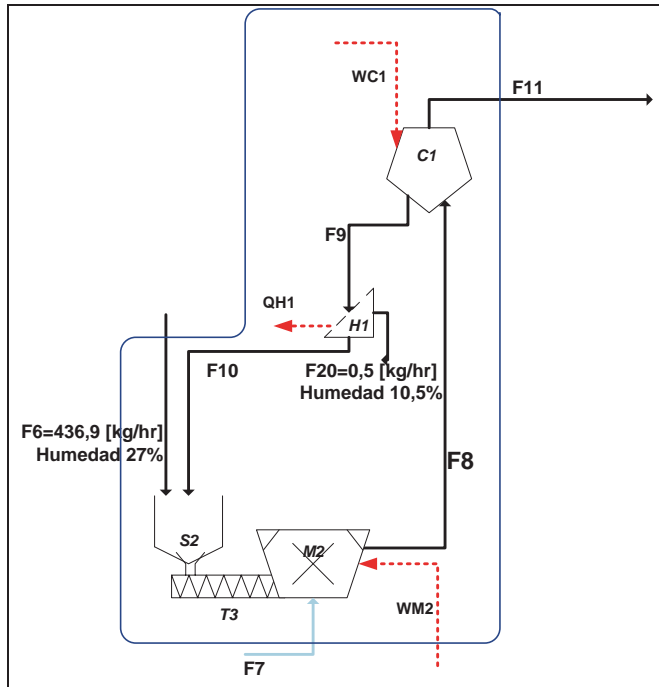 WC1
F11
C1
F9
QH1
H1
F10
F20=0,5 [kg/hr]
Humedad 10,5%
F6=436,9 [kg/hr]
Humedad 27%
F8
S2
M2
T3
WM2
F7